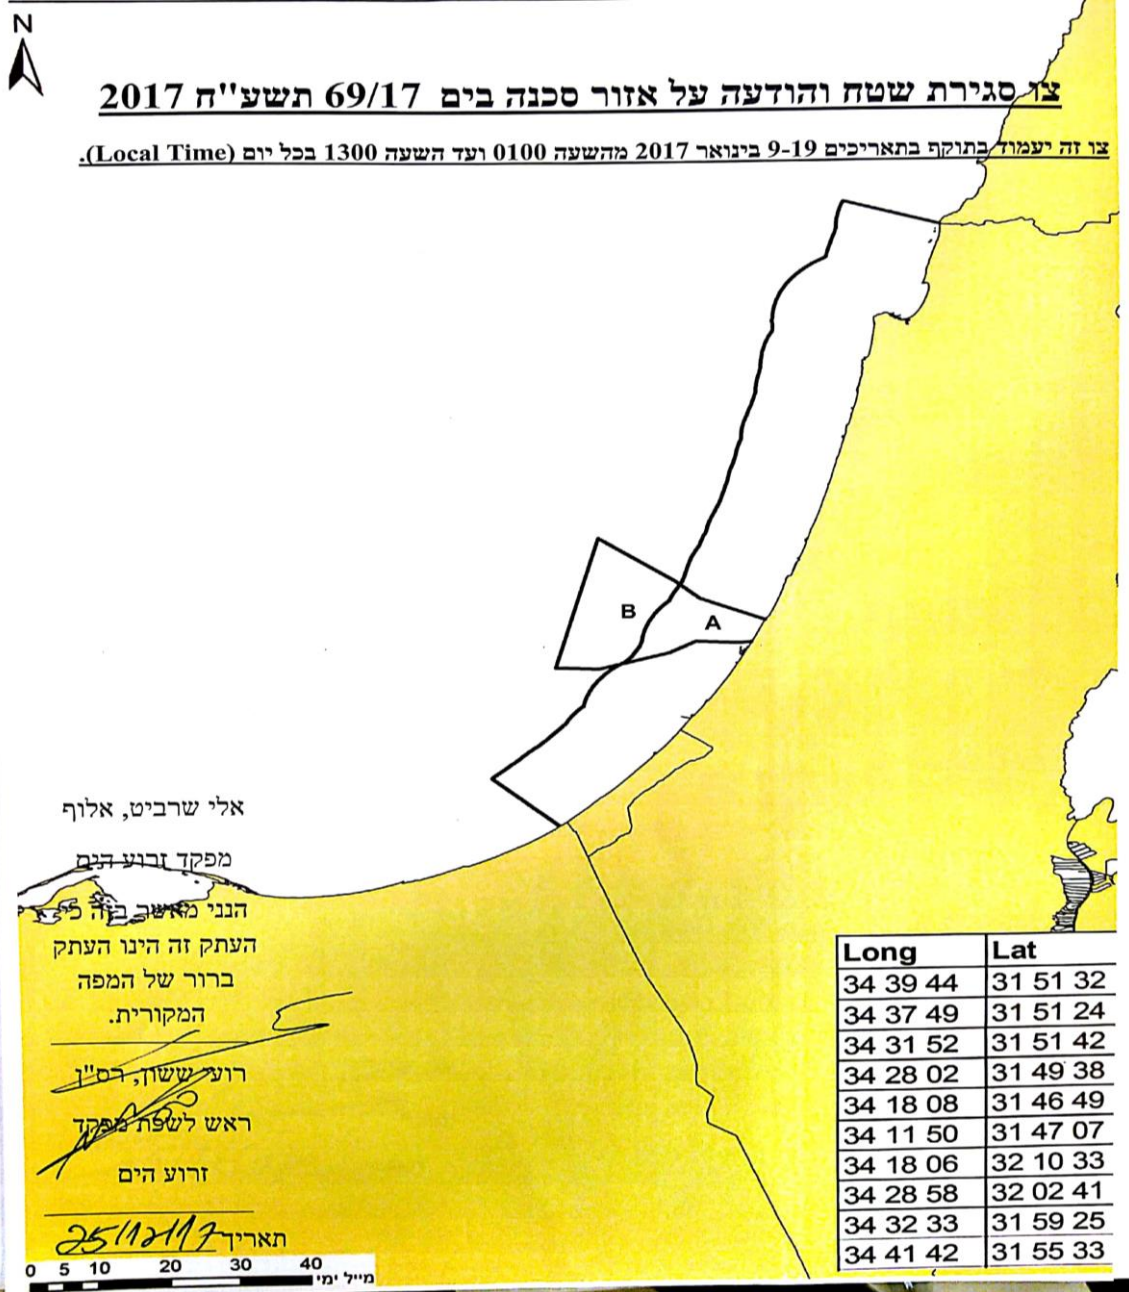 N
צו סגירת שטח והודעה על אזור סכנה בים 69/17 תשע''ח 2017
צו זה יעמוד בתוקף בתאריכים 9-19 בינואר 2017 מהשעה 0100 ועד השעה 1300 בכל יום (Local Time).
B
A
אלי שרביט, אלוף
מפקד זרוע הים
הנני מאשר בזה כי
העתק זה הינו העתק
ברור של המפה
המקורית.
רועי ששון, רס"ן
ראש לשכת מפקד
זרוע הים
תאריך 25/12/17
0 5 10 20 30 40
מייל ימי
Long Lat
34 39 44 31 51 32
34 37 49 31 51 24
34 31 52 31 51 42
34 28 02 31 49 38
34 18 08 31 46 49
34 11 50 31 47 07
34 18 06 32 10 33
34 28 58 32 02 41
34 32 33 31 59 25
34 41 42 31 55 33